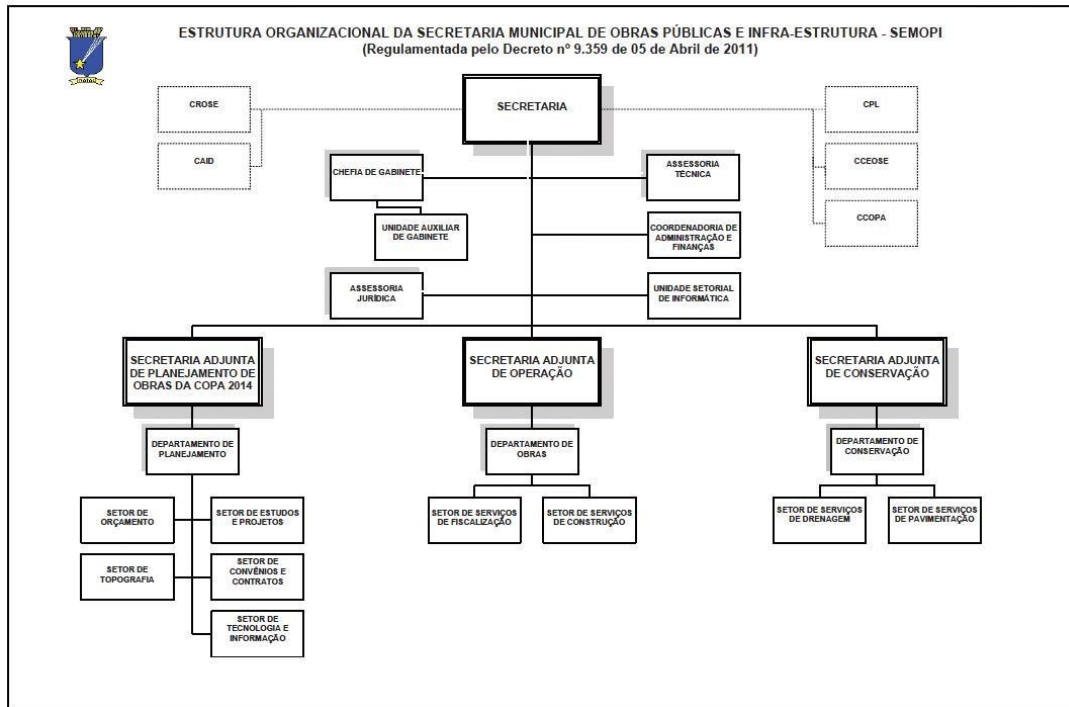 ESTRUTURA ORGANIZACIONAL DA SECRETARIA MUNICIPAL DE OBRAS PÚBLICAS E INFRA-ESTRUTURA - SEMOPI
(Regulamentada pelo Decreto nº 9.359 de 05 de Abril de 2011)
SECRETARIA
CROSE
CAID
CPL
CCEOSE
CCOPA
CHEFIA DE GABINETE
ASSESSORIA
TÉCNICA
UNIDADE AUXILIAR
DE GABINETE
COORDENADORIA DE
ADMINISTRAÇÃO E
FINANÇAS
ASSESSORIA
JURÍDICA
UNIDADE SETORIAL
DE INFORMÁTICA
SECRETARIA ADJUNTA
DE PLANEJAMENTO DE
OBRAS DA COPA 2014
SECRETARIA ADJUNTA
DE OPERAÇÃO
SECRETARIA ADJUNTA
DE CONSERVAÇÃO
DEPARTAMENTO DE
PLANEJAMENTO
DEPARTAMENTO DE
OBRAS
DEPARTAMENTO DE
CONSERVAÇÃO
SETOR DE
ORÇAMENTO
SETOR DE ESTUDOS
E PROJETOS
SETOR DE SERVIÇOS
DE FISCALIZAÇÃO
SETOR DE SERVIÇOS
DE CONSTRUÇÃO
SETOR DE SERVIÇOS
DE DRENAGEM
SETOR DE SERVIÇOS
DE PAVIMENTAÇÃO
SETOR DE
TOPOGRAFIA
SETOR DE
CONVÊNIOS E
CONTRATOS
SETOR DE
TECNOLOGIA E
INFORMAÇÃO